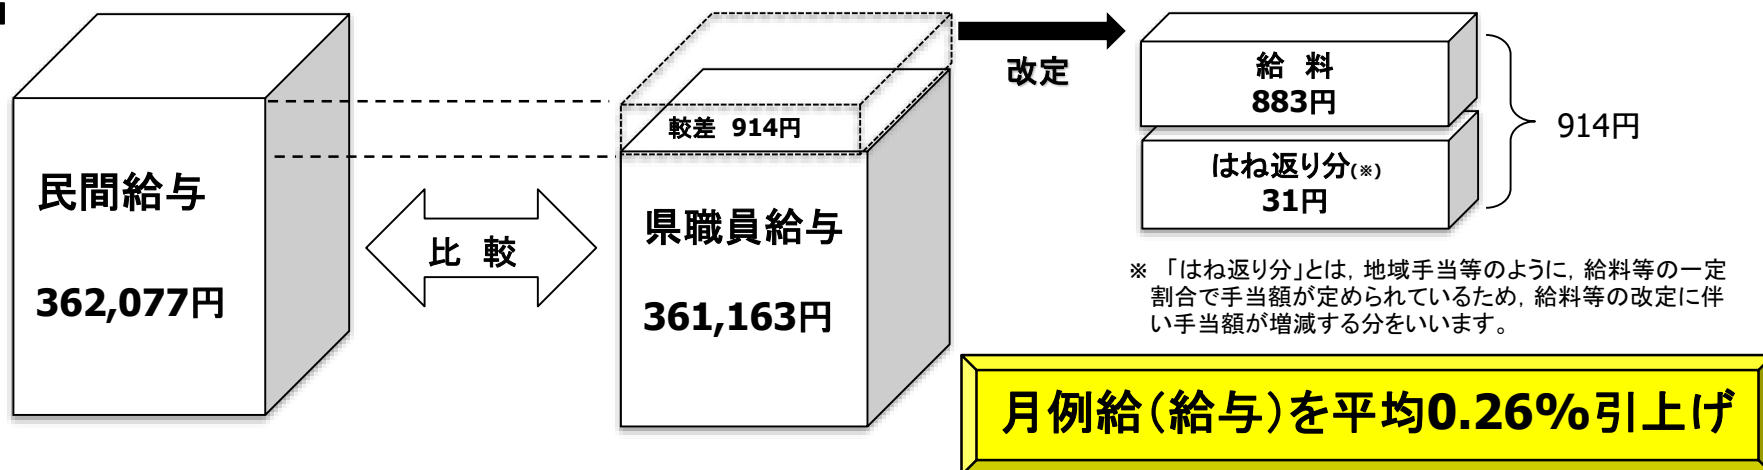 民間給与
362,077円
比 較
較差 914円
県職員給与
361,163円
改定
給 料
883円
はね返り分(※)
31円
914円
※ 「はね返り分」とは，地域手当等のように，給料等の一定
割合で手当額が定められているため，給料等の改定に伴
い手当額が増減する分をいいます。
月例給（給与）を平均0.26%引上げ